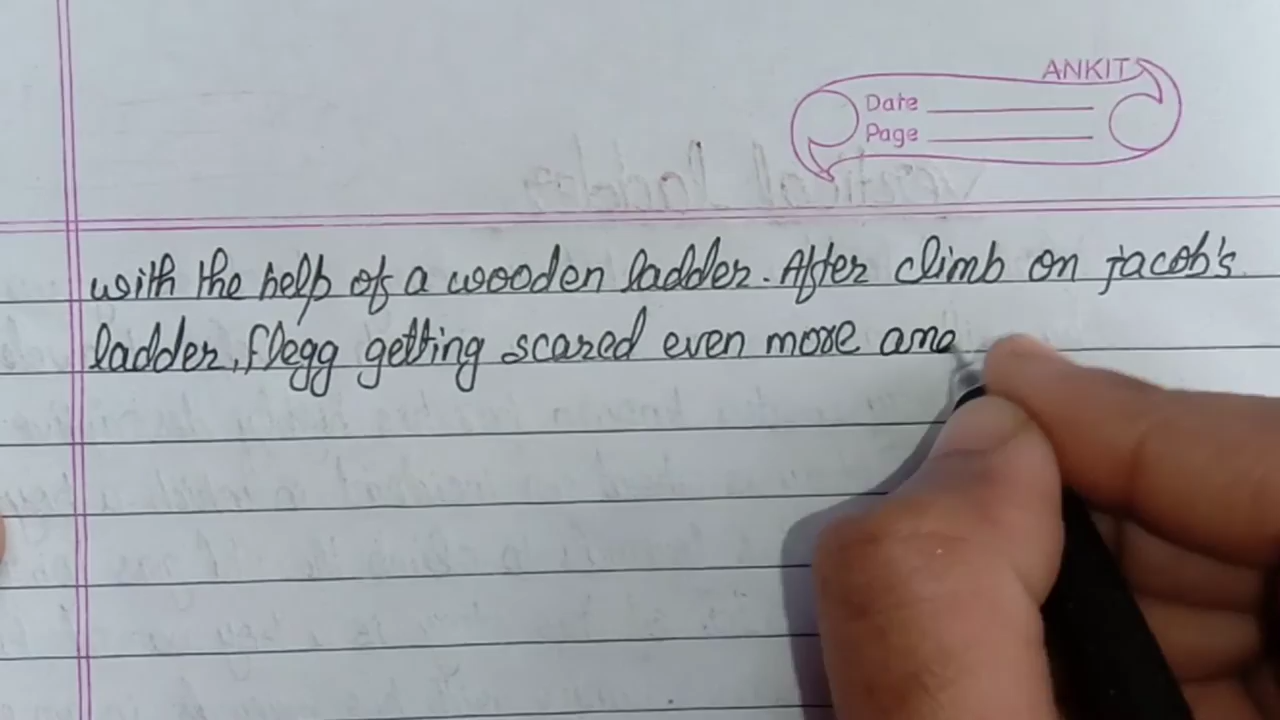 ANKIT
Date
Page
with the help of a wooden ladder. After climb on jacob's
ladder, flegg getting scared even more